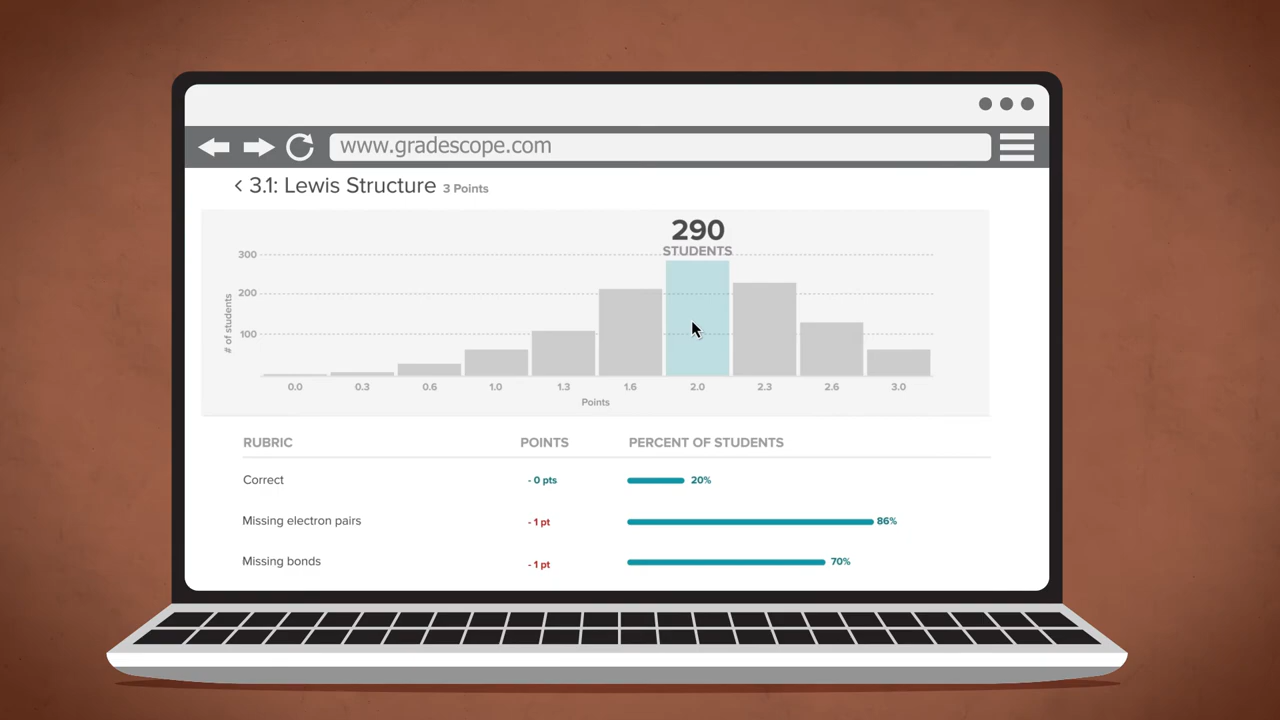 www.gradescope.com
< 3.1: Lewis Structure 3 Points
290
STUDENTS
300
200
100
# of students
0.0 0.3 0.6 1.0 1.3 1.6 2.0 2.3 2.6 3.0
Points
RUBRIC POINTS PERCENT OF STUDENTS
Correct - 0 pts 20%
Missing electron pairs - 1 pt 86%
Missing bonds - 1 pt 70%